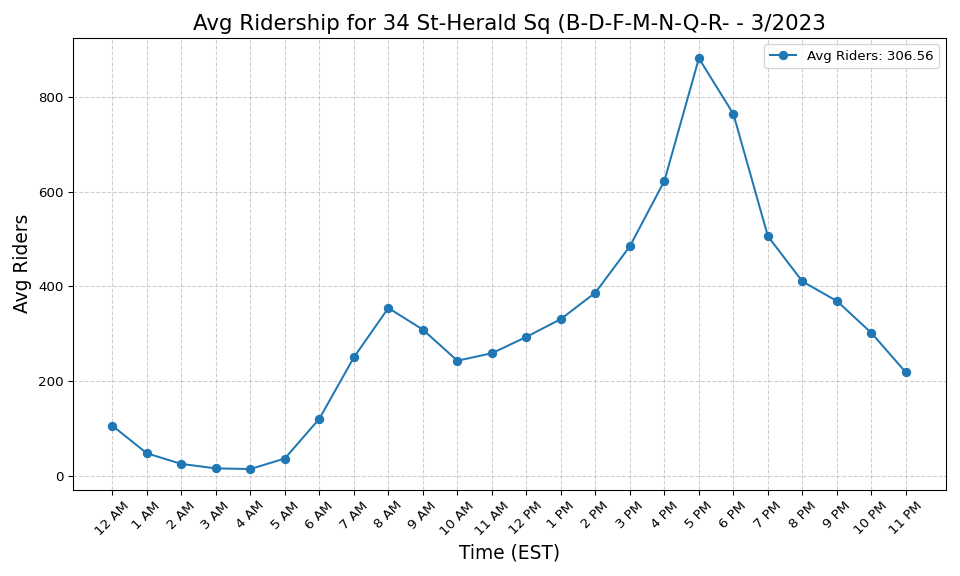 Avg Ridership for 34 St-Herald Sq (B-D-F-M-N-Q-R- - 3/2023
Avg Riders: 306.56
Avg Riders
800
600
400
200
0
12 AM 1 AM 2 AM 3 AM 4 AM 5 AM 6 AM 7 AM 8 AM 9 AM 10 AM 11 AM 12 PM 1 PM 2 PM 3 PM 4 PM 5 PM 6 PM 7 PM 8 PM 9 PM 10 PM 11 PM
Time (EST)